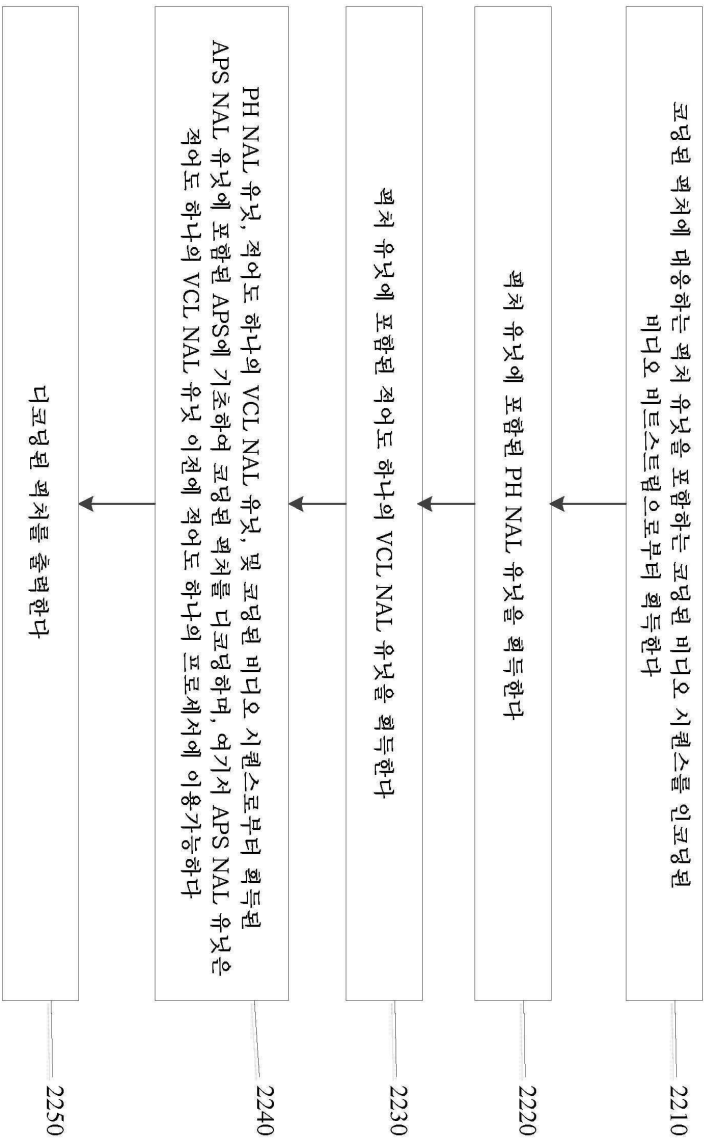 코딩된 픽처에 대응하는 픽처 유닛을 포함하는 코딩된 비디오 시퀀스를 인코딩된
비디오 비트스트림으로부터 획득한다
2210
픽처 유닛에 포함된 PH NAL 유닛을 획득한다
2220
픽처 유닛에 포함된 적어도 하나의 VCL NAL 유닛을 획득한다
2230
PH NAL 유닛, 적어도 하나의 VCL NAL 유닛, 및 코딩된 비디오 시퀀스로부터 획득된
APS NAL 유닛에 포함된 APS에 기초하여 코딩된 픽처를 디코딩하며, 여기서 APS NAL 유닛은
적어도 하나의 VCL NAL 유닛 이전에 적어도 하나의 프로세서에 이용가능하다
2240
디코딩된 픽처를 출력한다
2250